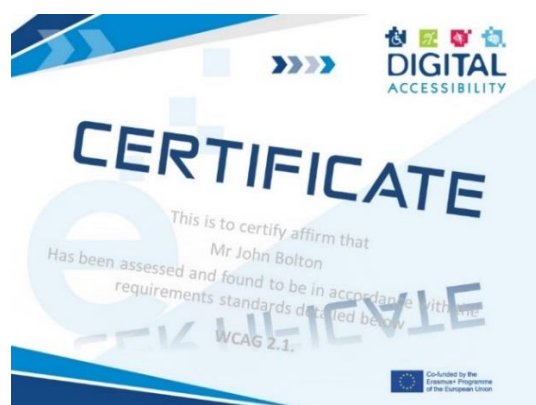 DIGITAL
ACCESSIBILITY
CERTIFICATE
This is to certify affirm that
Mr John Bolton
Has been assessed and found to be in accordance with the
requirements standards detailed below
WCAG 2.1.
Co-funded by the
Erasmus+ Programme
of the European Union